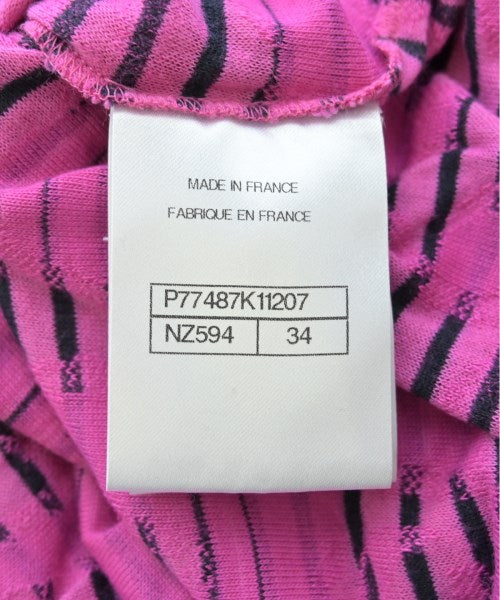 MADE IN FRANCE
FABRIQUE EN FRANCE
P77487K11207
NZ594 34